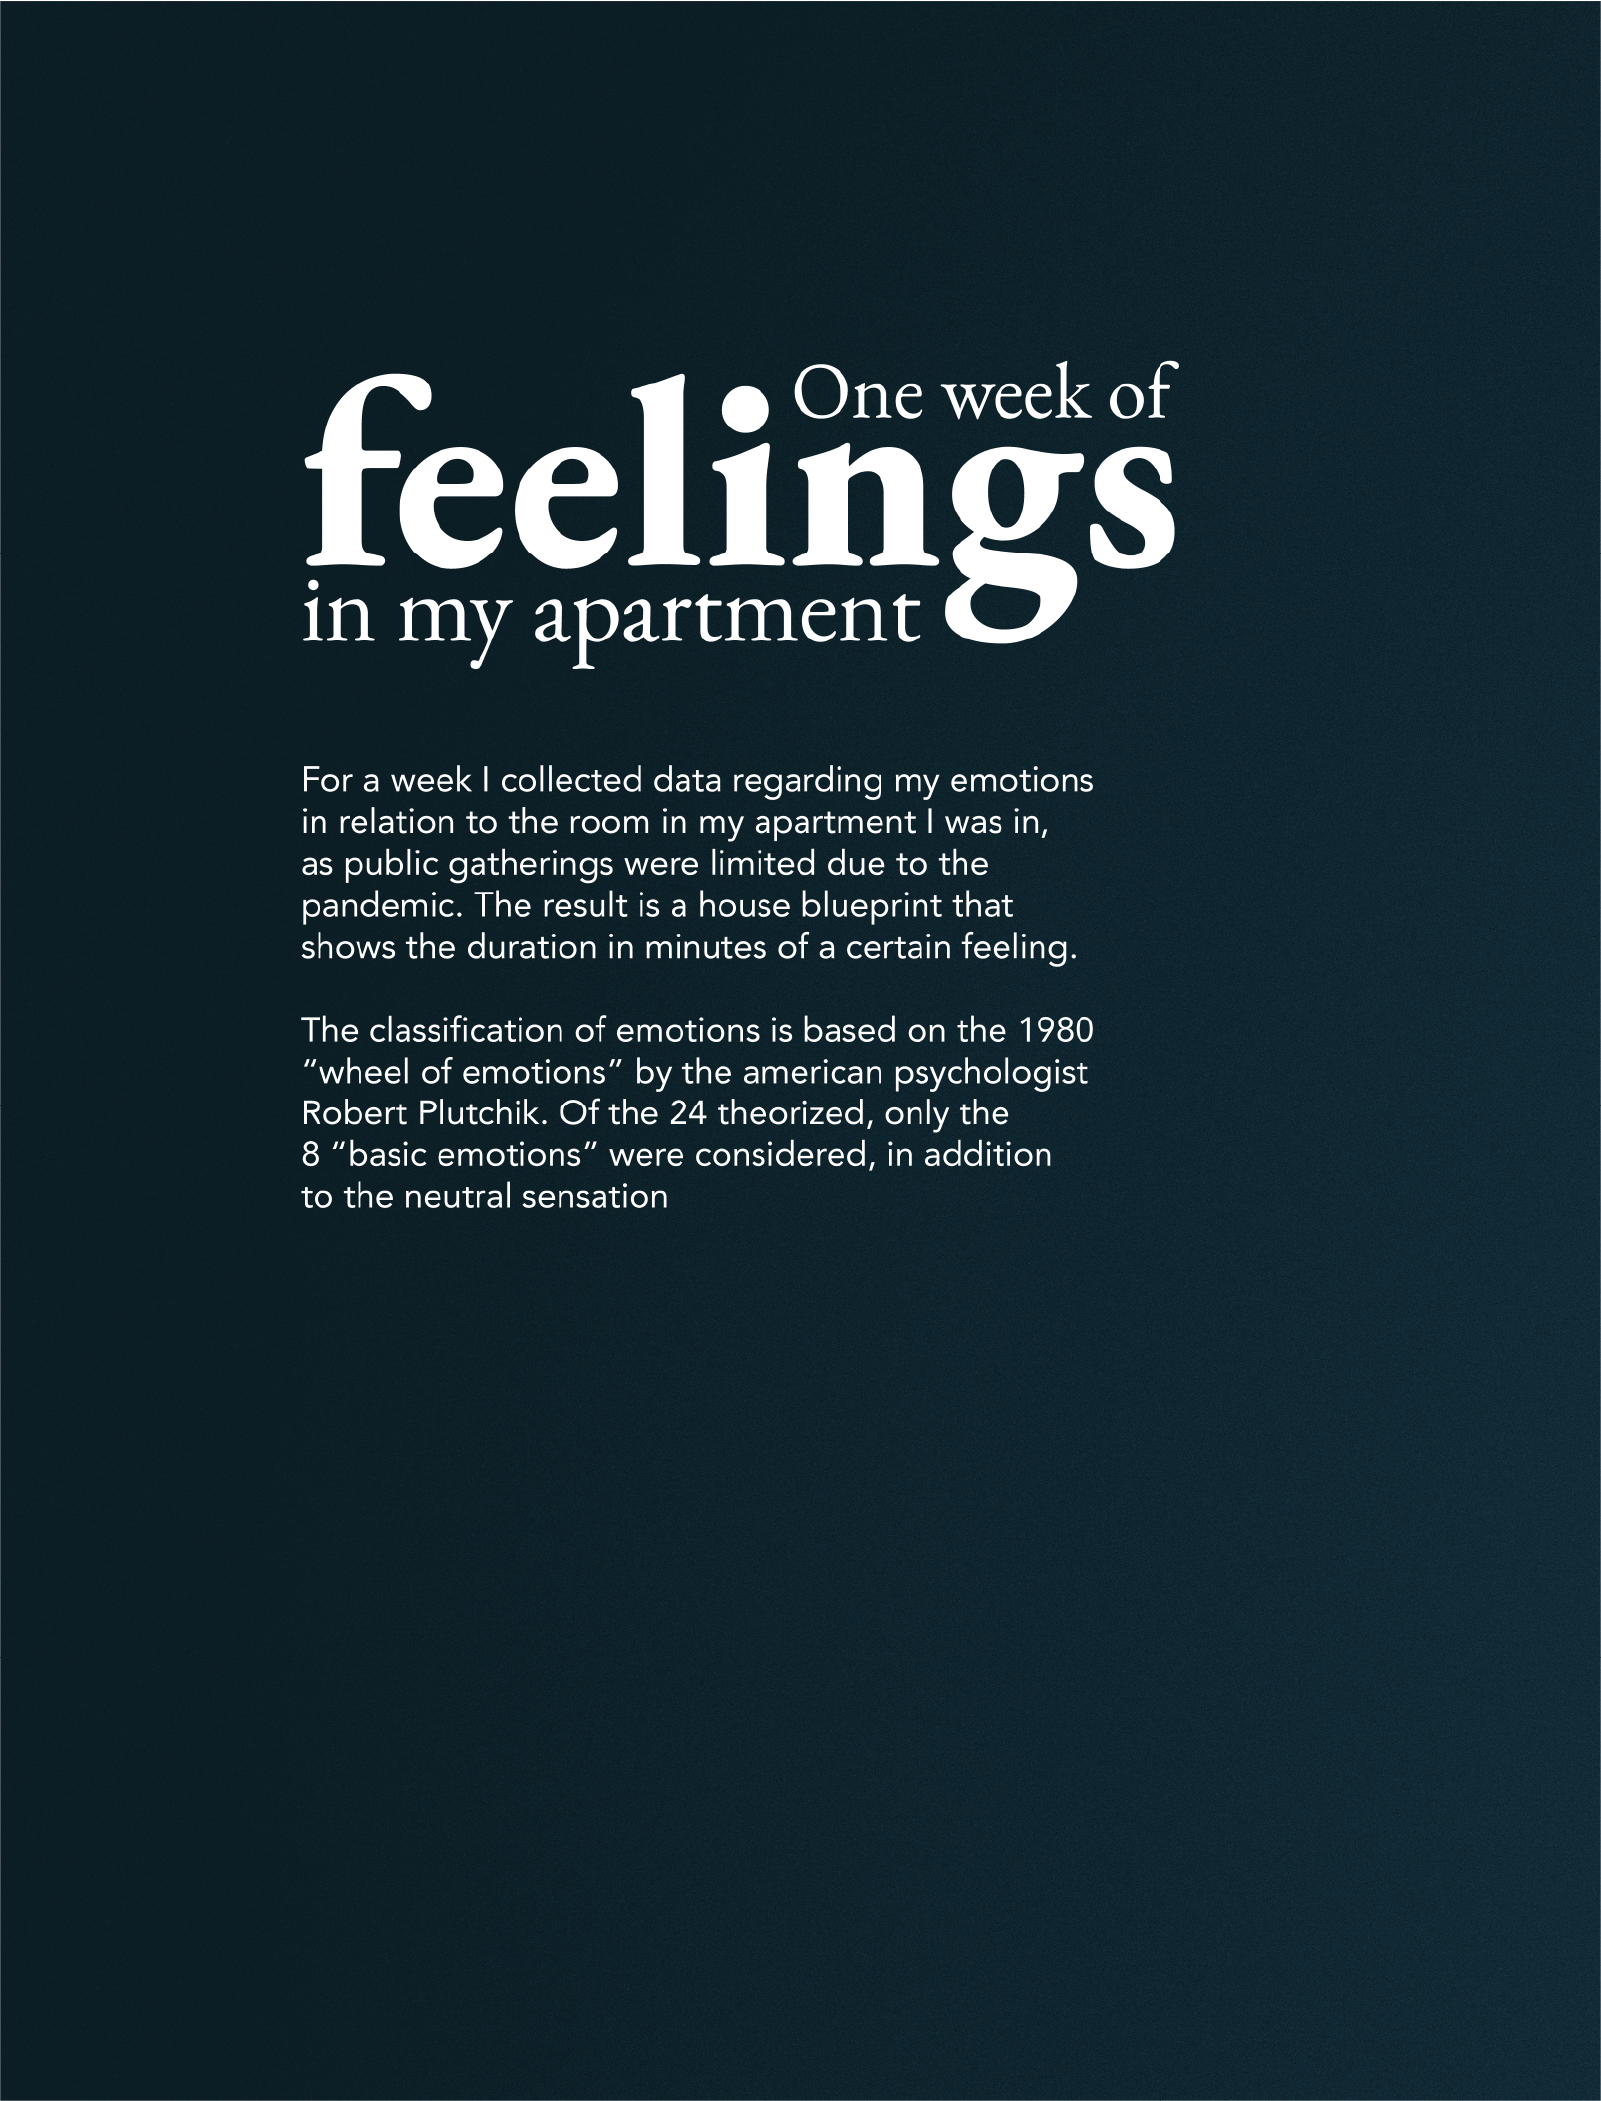 One week of
feelings
in my apartment
For a week I collected data regarding my emotions
in relation to the room in my apartment I was in,
as public gatherings were limited due to the
pandemic. The result is a house blueprint that
shows the duration in minutes of a certain feeling.
The classification of emotions is based on the 1980
“wheel of emotions” by the american psychologist
Robert Plutchik. Of the 24 theorized, only the
8 “basic emotions” were considered, in addition
to the neutral sensation